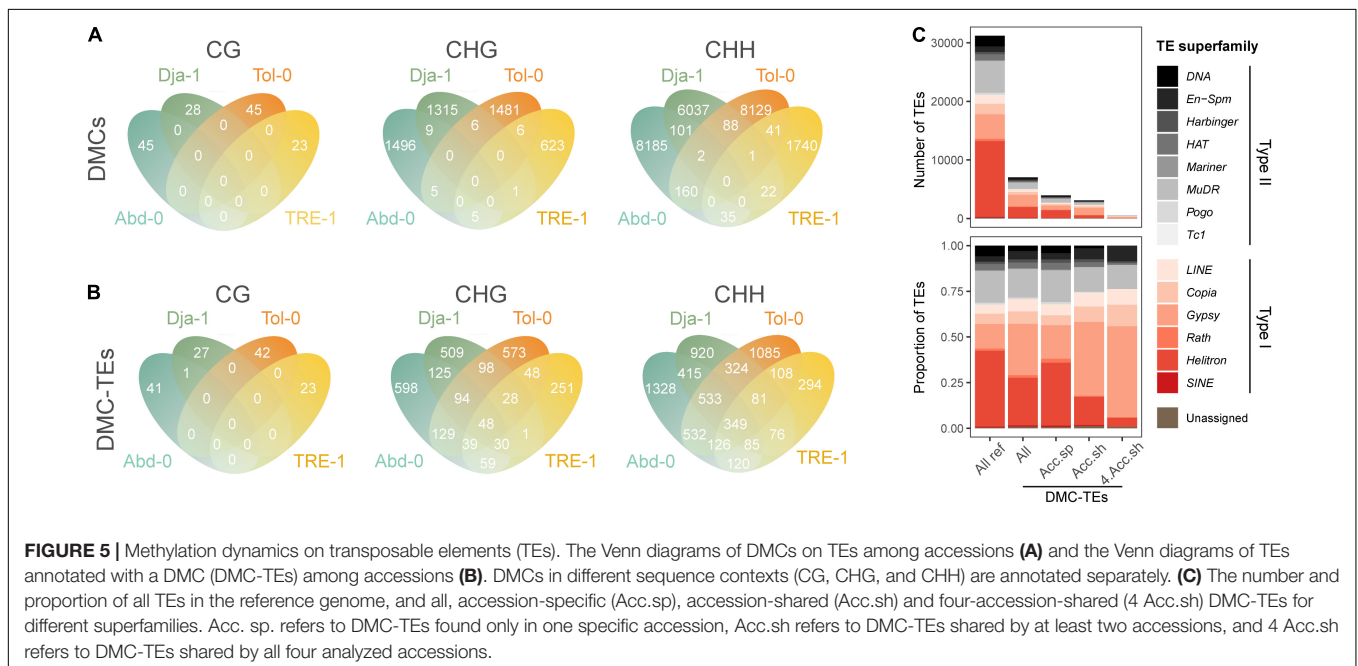 A
CG
CHG
CHH
Dja-1
Tol-0
Dja-1
Tol-0
Dja-1
Tol-0
DMCs
28
45
45
23
0
0
0
0
0
0
0
0
0
0
0
Abd-0
TRE-1
1315
1481
1496
623
9
6
6
0
0
0
5
0
0
1
5
Abd-0
TRE-1
6037
8129
8185
1740
101
88
41
2
1
0
160
0
0
22
35
Abd-0
TRE-1
B
CG
CHG
CHH
Dja-1
Tol-0
Dja-1
Tol-0
Dja-1
Tol-0
DMC-TEs
27
42
41
23
1
0
0
0
0
0
0
0
0
0
0
Abd-0
TRE-1
509
573
598
251
125
98
48
94
28
48
129
39
30
1
59
Abd-0
TRE-1
920
1085
1328
294
415
324
108
533
81
349
532
126
85
76
120
Abd-0
TRE-1
C
Number of TEs
30000
20000
10000
0
Proportion of TEs
1.00
0.75
0.50
0.25
0.00
All ref
All
Acc.sp
Acc.sh
4.Acc.sh
DMC-TEs
TE superfamily
DNA
En-Spm
Harbinger
HAT
Mariner
MuDR
Pogo
Tc1
Type II
LINE
Copia
Gypsy
Rath
Helitron
SINE
Type I
Unassigned
FIGURE 5 | Methylation dynamics on transposable elements (TEs). The Venn diagrams of DMCs on TEs among accessions (A) and the Venn diagrams of TEs
annotated with a DMC (DMC-TEs) among accessions (B). DMCs in different sequence contexts (CG, CHG, and CHH) are annotated separately. (C) The number and
proportion of all TEs in the reference genome, and all, accession-specific (Acc.sp), accession-shared (Acc.sh) and four-accession-shared (4 Acc.sh) DMC-TEs for
different superfamilies. Acc. sp. refers to DMC-TEs found only in one specific accession, Acc.sh refers to DMC-TEs shared by at least two accessions, and 4 Acc.sh
refers to DMC-TEs shared by all four analyzed accessions.